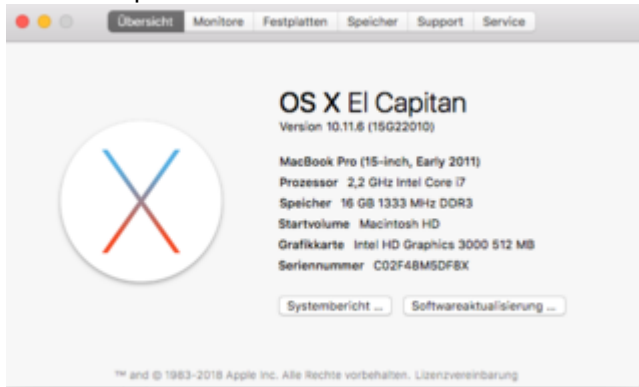 Übersicht Monitore Festplatten Speicher Support Service
OS X El Capitan
Version 10.11.6 (15G22010)
MacBook Pro (15-inch, Early 2011)
Prozessor 2,2 GHz Intel Core i7
Speicher 16 GB 1333 MHz DDR3
Startvolume Macintosh HD
Grafikkarte Intel HD Graphics 3000 512 MB
Seriennummer C02F48M5DF8X
Systembericht ... Softwareaktualisierung ...
™ and © 1983-2018 Apple Inc. Alle Rechte vorbehalten. Lizenzvereinbarung